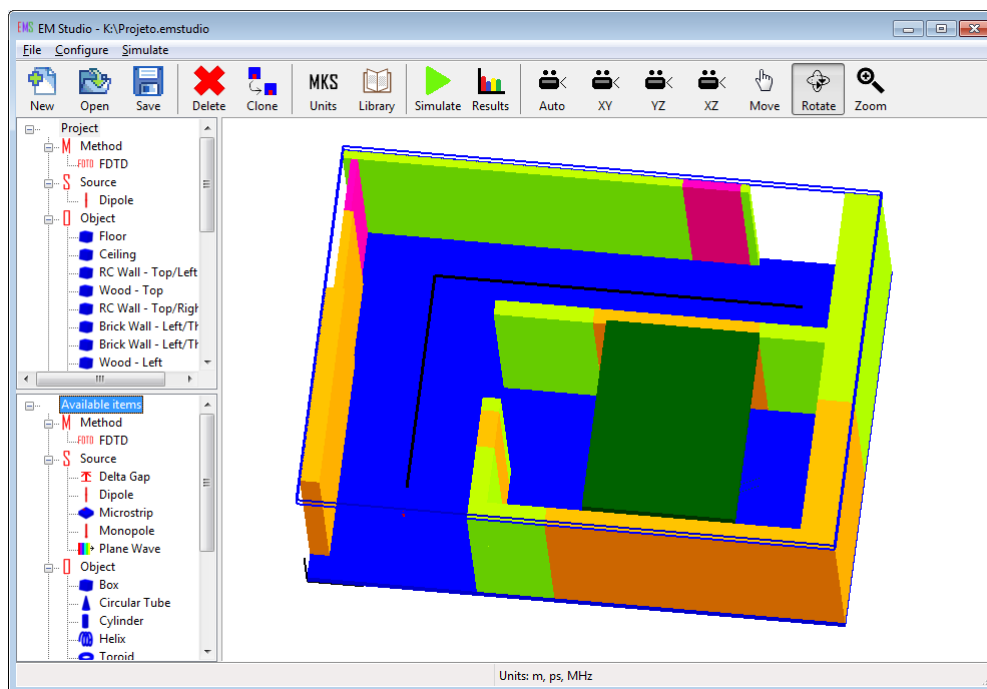 EMS EM Studio - K:\Projeto.emstudio
File Configure Simulate
New Open Save Delete Clone MKS Units Library Simulate Results Auto XY YZ XZ Move Rotate Zoom
Project
M Method
FDTD FDTD
S Source
Dipole
Object
Floor
Ceiling
RC Wall - Top/Left
Wood - Top
RC Wall - Top/Righ
Brick Wall - Left/Th
Brick Wall - Left/Th
Wood - Left
Available items
M Method
FDTD FDTD
S Source
Delta Gap
Dipole
Microstrip
Monopole
Plane Wave
Object
Box
Circular Tube
Cylinder
Helix
Toroid
Units: m, ps, MHz